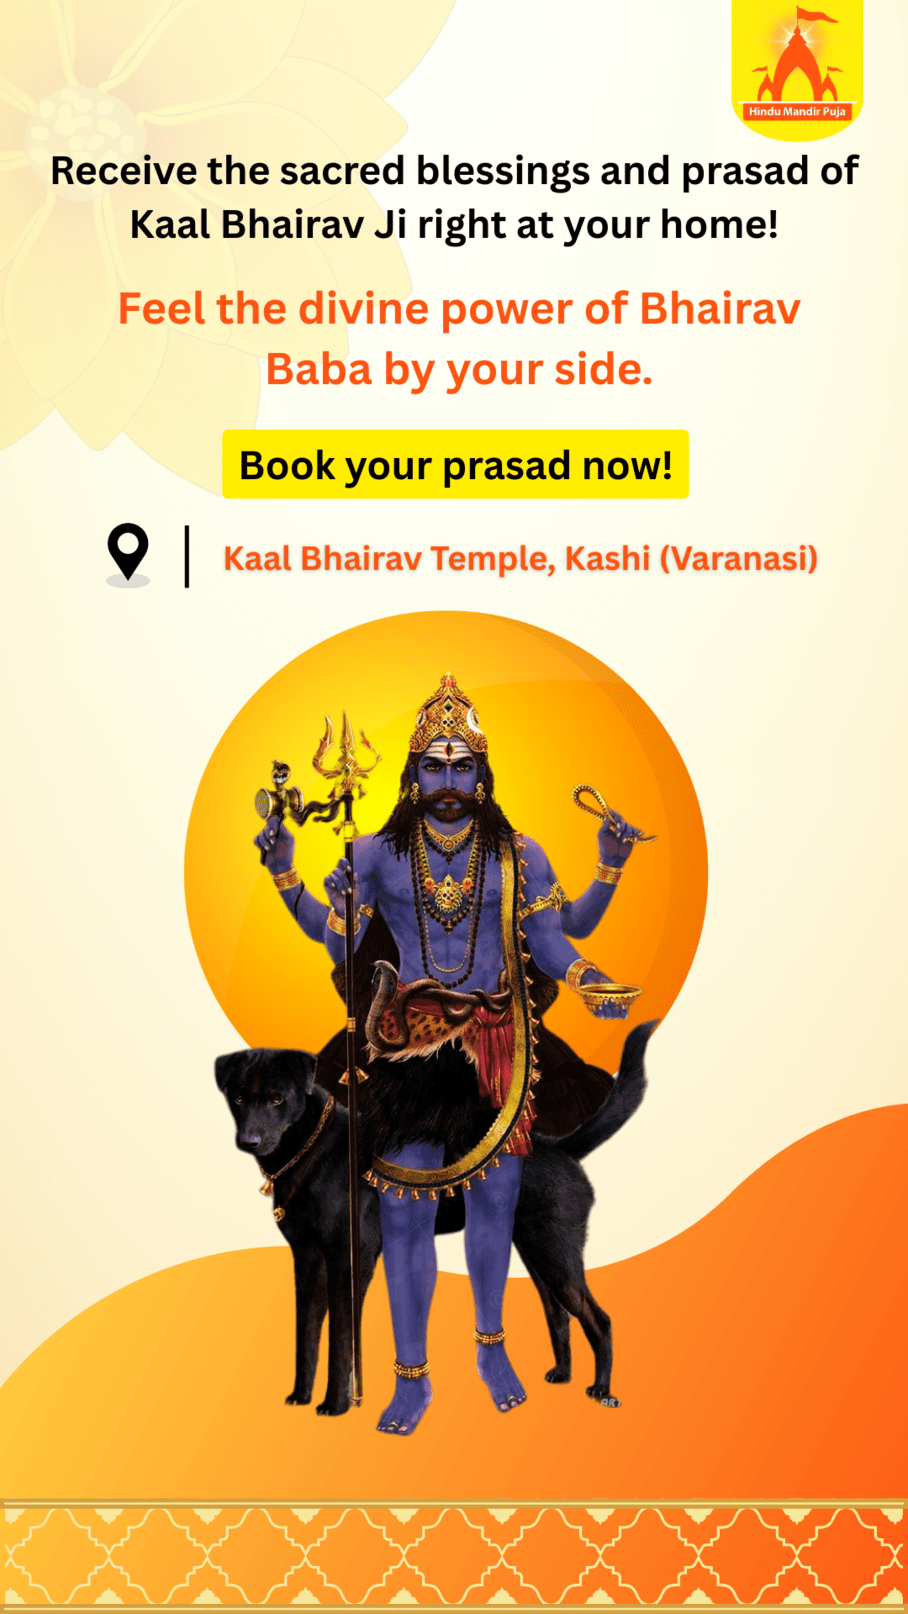 Hindu Mandir Puja
Receive the sacred blessings and prasad of
Kaal Bhairav Ji right at your home!
Feel the divine power of Bhairav
Baba by your side.
Book your prasad now!
Kaal Bhairav Temple, Kashi (Varanasi)